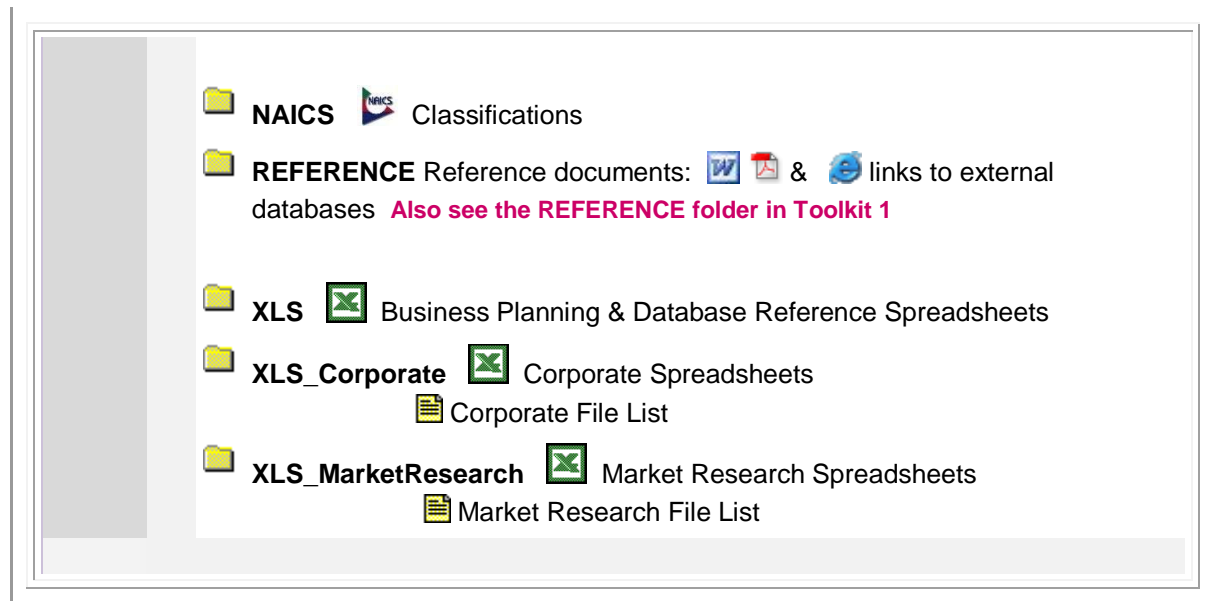 NAICS NAICS Classifications
REFERENCE Reference documents: W & links to external
databases Also see the REFERENCE folder in Toolkit 1
XLS Business Planning & Database Reference Spreadsheets
XLS_Corporate Corporate Spreadsheets
Corporate File List
XLS_MarketResearch Market Research Spreadsheets
Market Research File List